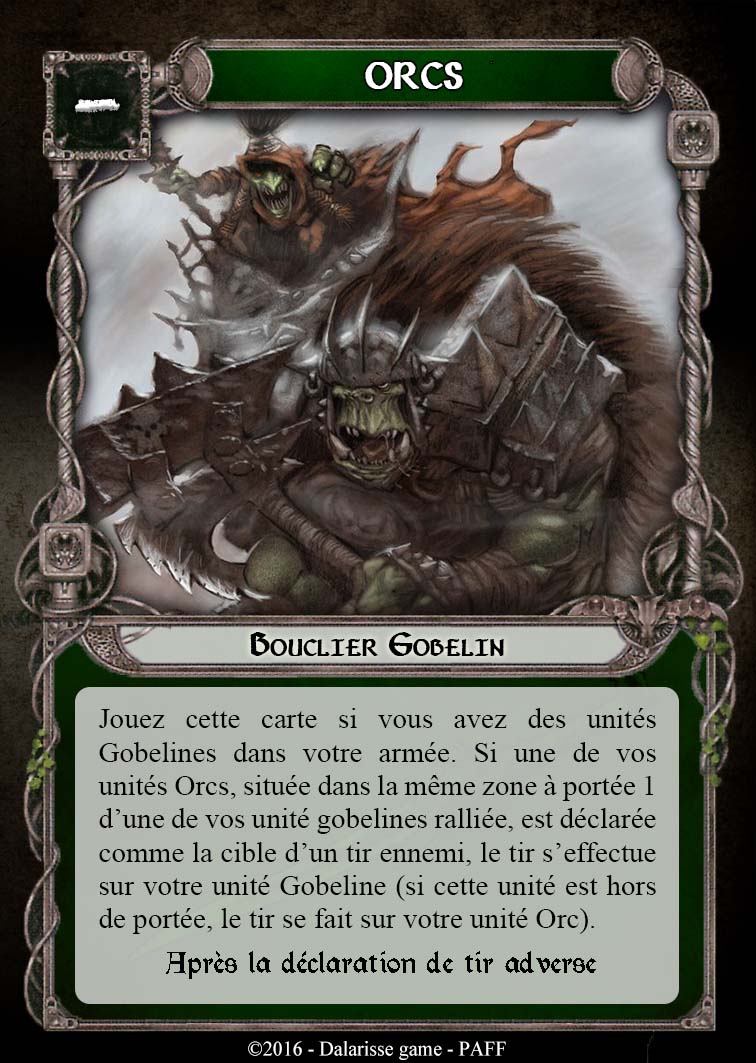 ORCS
-
Bouclier Gobelin
Jouez cette carte si vous avez des unités
Gobelines dans votre armée. Si une de vos
unités Orcs, située dans la même zone à portée 1
d’une de vos unité gobelines ralliée, est déclarée
comme la cible d’un tir ennemi, le tir s’effectue
sur votre unité Gobeline (si cette unité est hors
de portée, le tir se fait sur votre unité Orc).
Après la déclaration de tir adverse
©2016 - Dalarisse game - PAFF